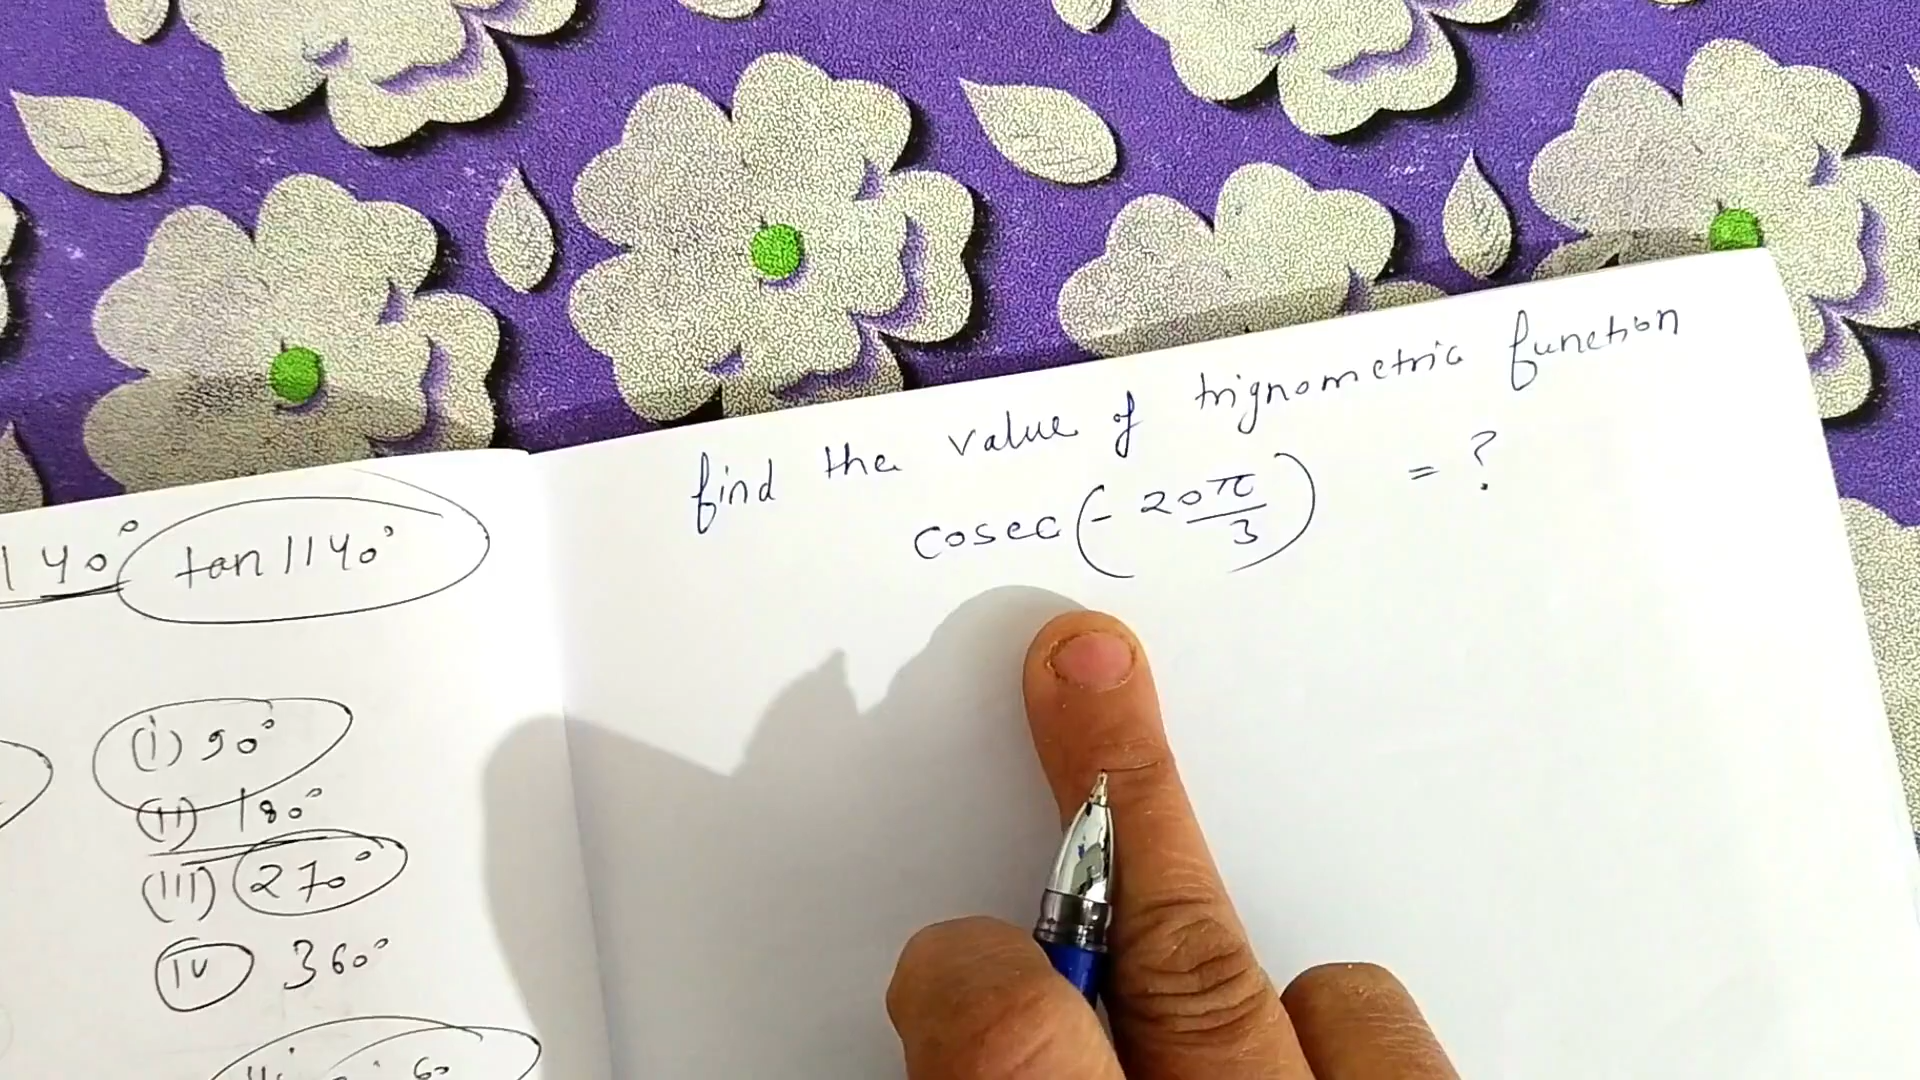 140° tan 1140°
(i) 90°
(ii) 180°
(iii) 270°
(iv) 360°
60
find the value of trignometric function
cosec (- 20π/3) = ?